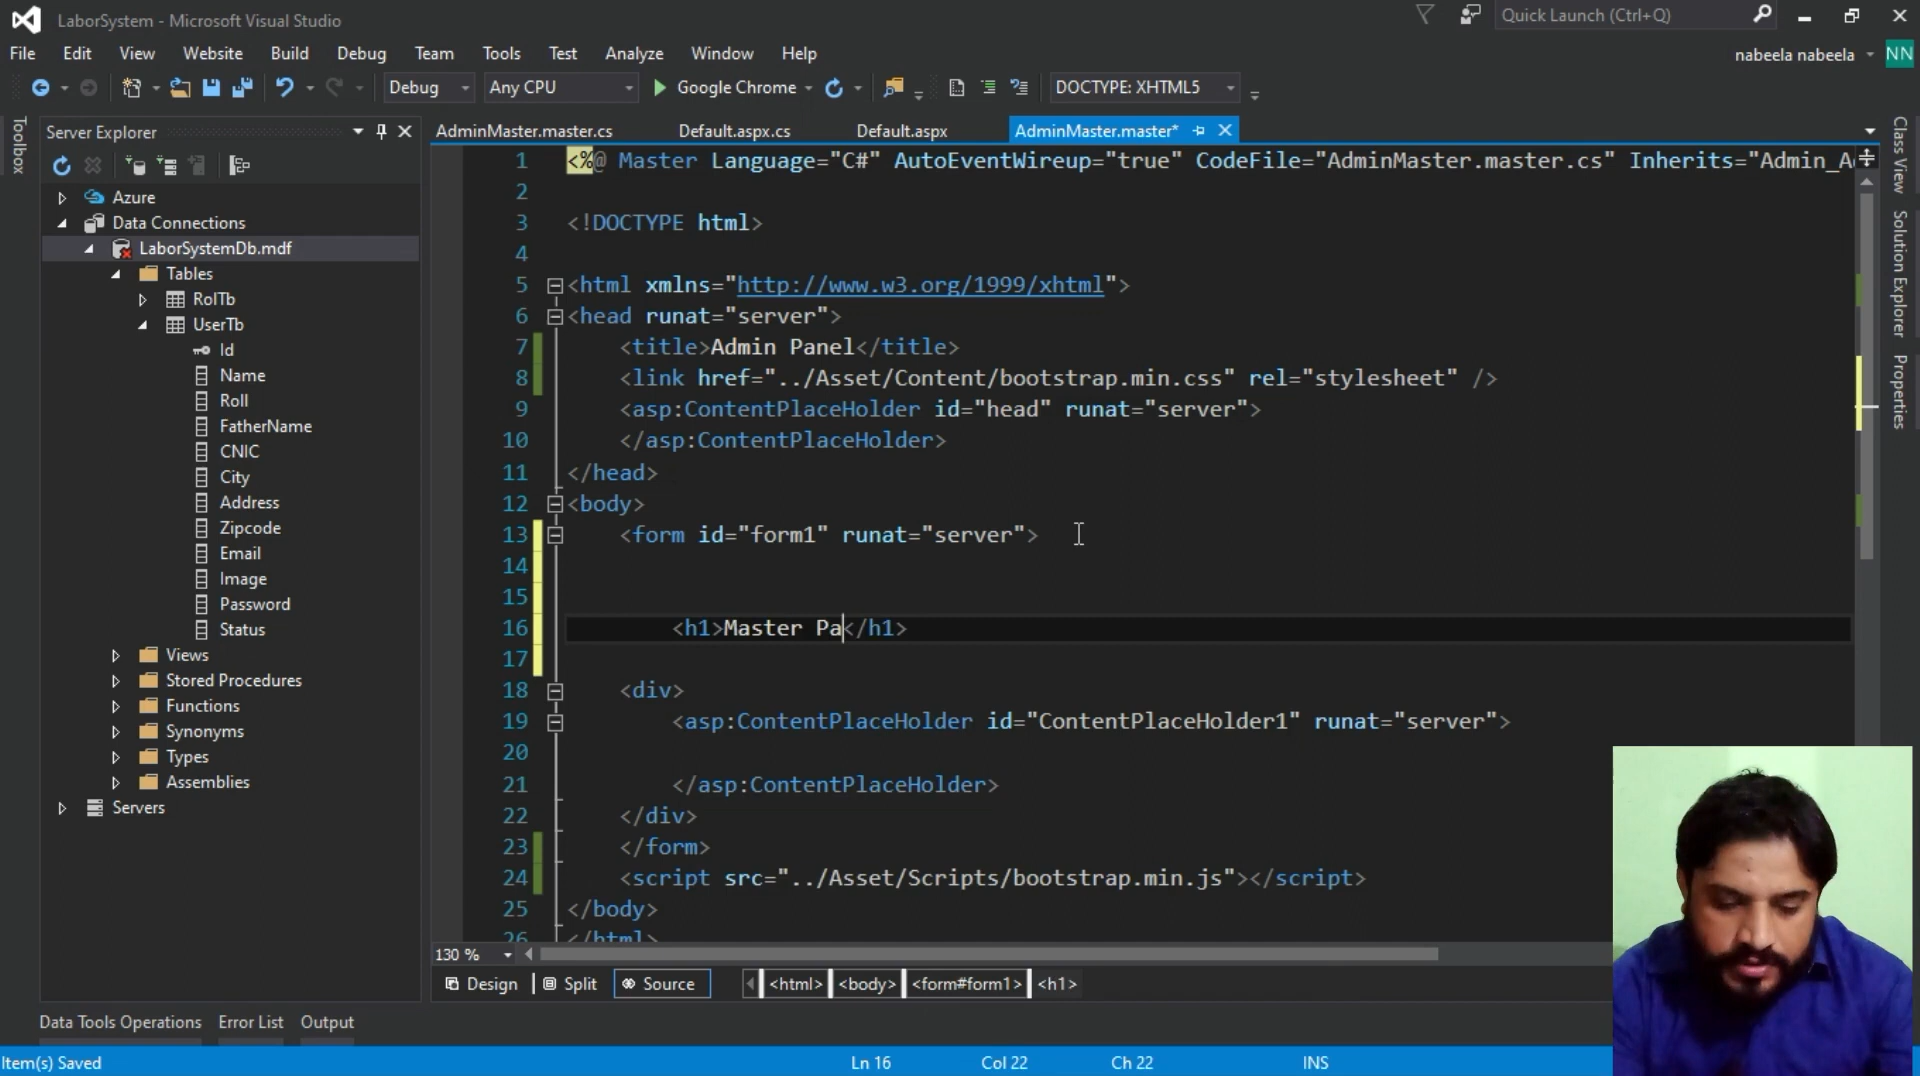 LaborSystem - Microsoft Visual Studio
Quick Launch (Ctrl+Q)
File Edit View Website Build Debug Team Tools Test Analyze Window Help
nabeela nabeela NN
Debug Any CPU Google Chrome DOCTYPE: XHTML5
Toolbox
Server Explorer
Azure
Data Connections
LaborSystemDb.mdf
Tables
RolTb
UserTb
Id
Name
Roll
FatherName
CNIC
City
Address
Zipcode
Email
Image
Password
Status
Views
Stored Procedures
Functions
Synonyms
Types
Assemblies
Servers
AdminMaster.master.cs Default.aspx.cs Default.aspx AdminMaster.master*
1 <%@ Master Language="C#" AutoEventWireup="true" CodeFile="AdminMaster.master.cs" Inherits="Admin_A
2
3 <!DOCTYPE html>
4
5 <html xmlns="http://www.w3.org/1999/xhtml">
6 <head runat="server">
7 <title>Admin Panel</title>
8 <link href="../Asset/Content/bootstrap.min.css" rel="stylesheet" />
9 <asp:ContentPlaceHolder id="head" runat="server">
10 </asp:ContentPlaceHolder>
11 </head>
12 <body>
13 <form id="form1" runat="server">
14
15
16 <h1>Master Pa</h1>
17
18 <div>
19 <asp:ContentPlaceHolder id="ContentPlaceHolder1" runat="server">
20
21 </asp:ContentPlaceHolder>
22 </div>
23 </form>
24 <script src="../Asset/Scripts/bootstrap.min.js"></script>
25 </body>
26 </html>
130 %
Design Split Source <html> <body> <form#form1> <h1>
Class View
Solution Explorer
Properties
Data Tools Operations Error List Output
Item(s) Saved Ln 16 Col 22 Ch 22 INS